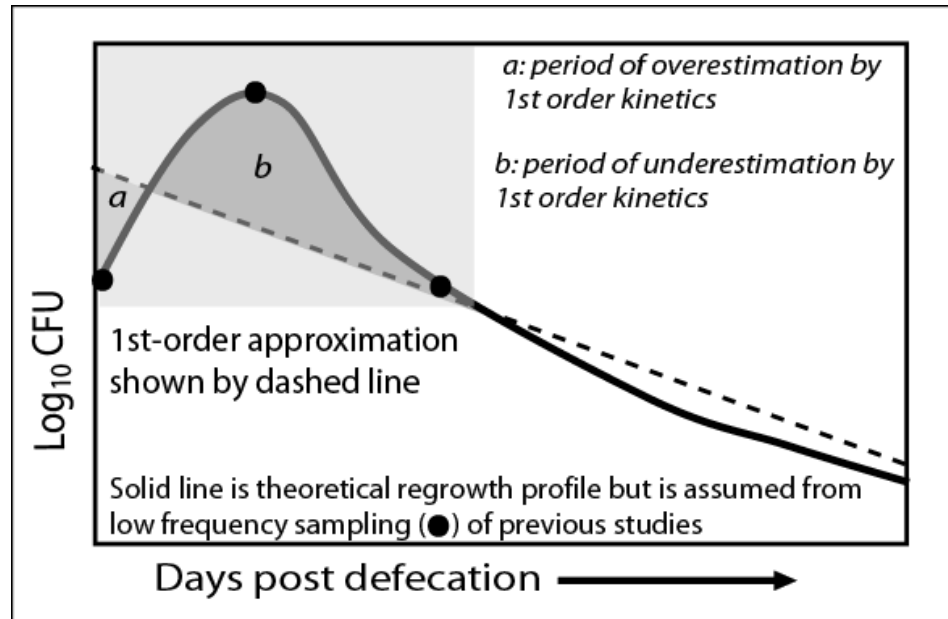 a: period of overestimation by
1st order kinetics
b: period of underestimation by
1st order kinetics
a
b
Log₁₀ CFU
1st-order approximation
shown by dashed line
Solid line is theoretical regrowth profile but is assumed from
low frequency sampling (●) of previous studies
Days post defecation